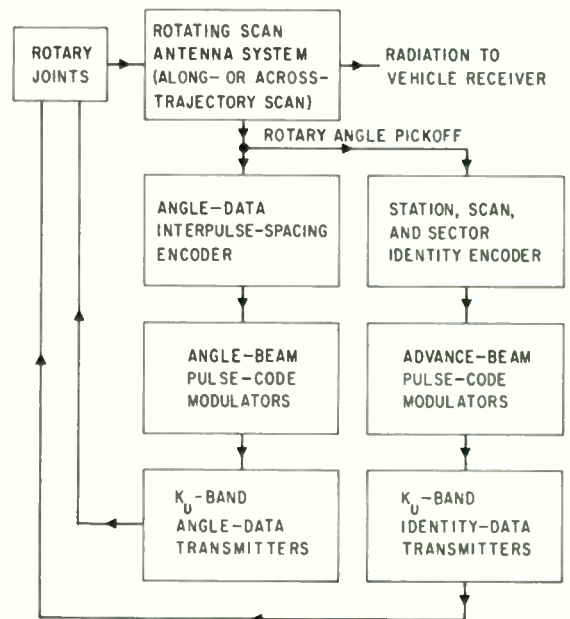 ROTARY
JOINTS
ROTATING SCAN
ANTENNA SYSTEM
(ALONG- OR ACROSS-
TRAJECTORY SCAN)
RADIATION TO
VEHICLE RECEIVER
ROTARY ANGLE PICKOFF
ANGLE-DATA
INTERPULSE-SPACING
ENCODER
STATION, SCAN,
AND SECTOR
IDENTITY ENCODER
ANGLE-BEAM
PULSE-CODE
MODULATORS
ADVANCE-BEAM
PULSE-CODE
MODULATORS
KU-BAND
ANGLE-DATA
TRANSMITTERS
KU-BAND
IDENTITY-DATA
TRANSMITTERS